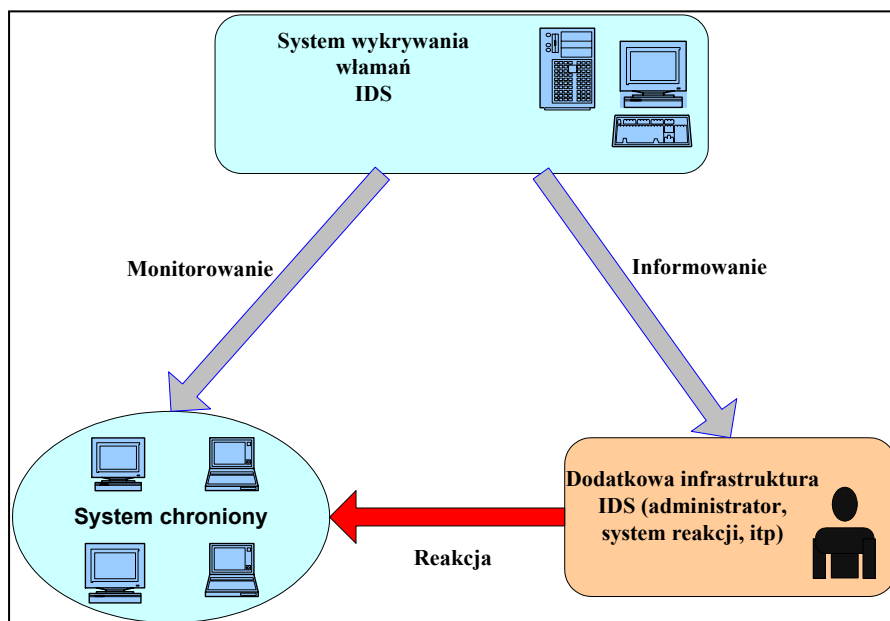 System wykrywania
włamań
IDS
Monitorowanie
Informowanie
Dodatkowa infrastruktura
IDS (administrator,
system reakcji, itp)
System chroniony
Reakcja